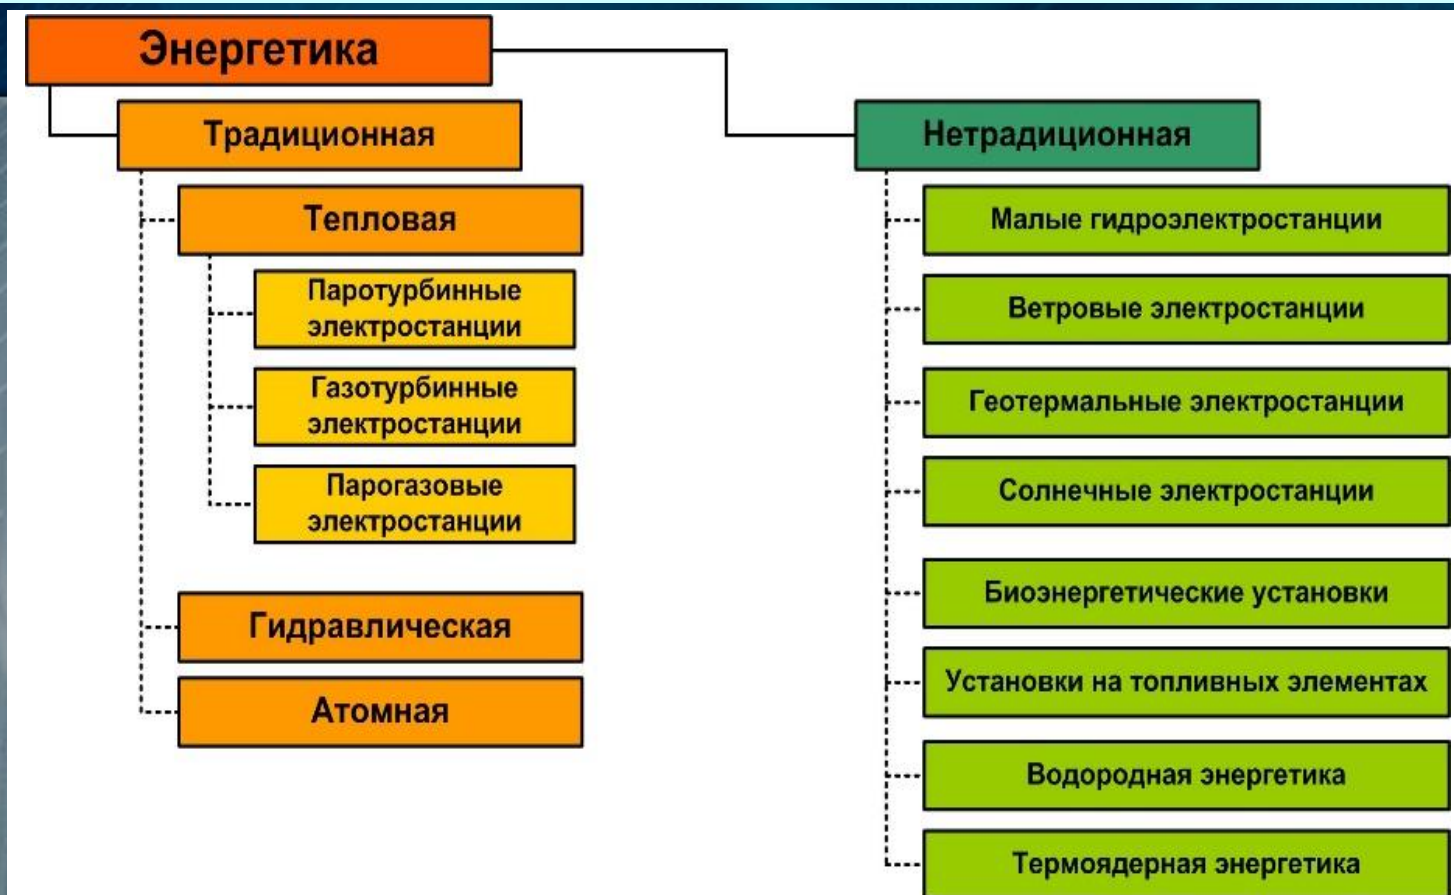 Энергетика
Традиционная
Тепловая
Паротурбинные
электростанции
Газотурбинные
электростанции
Парогазовые
электростанции
Гидравлическая
Атомная
Нетрадиционная
Малые гидроэлектростанции
Ветровые электростанции
Геотермальные электростанции
Солнечные электростанции
Биоэнергетические установки
Установки на топливных элементах
Водородная энергетика
Термоядерная энергетика